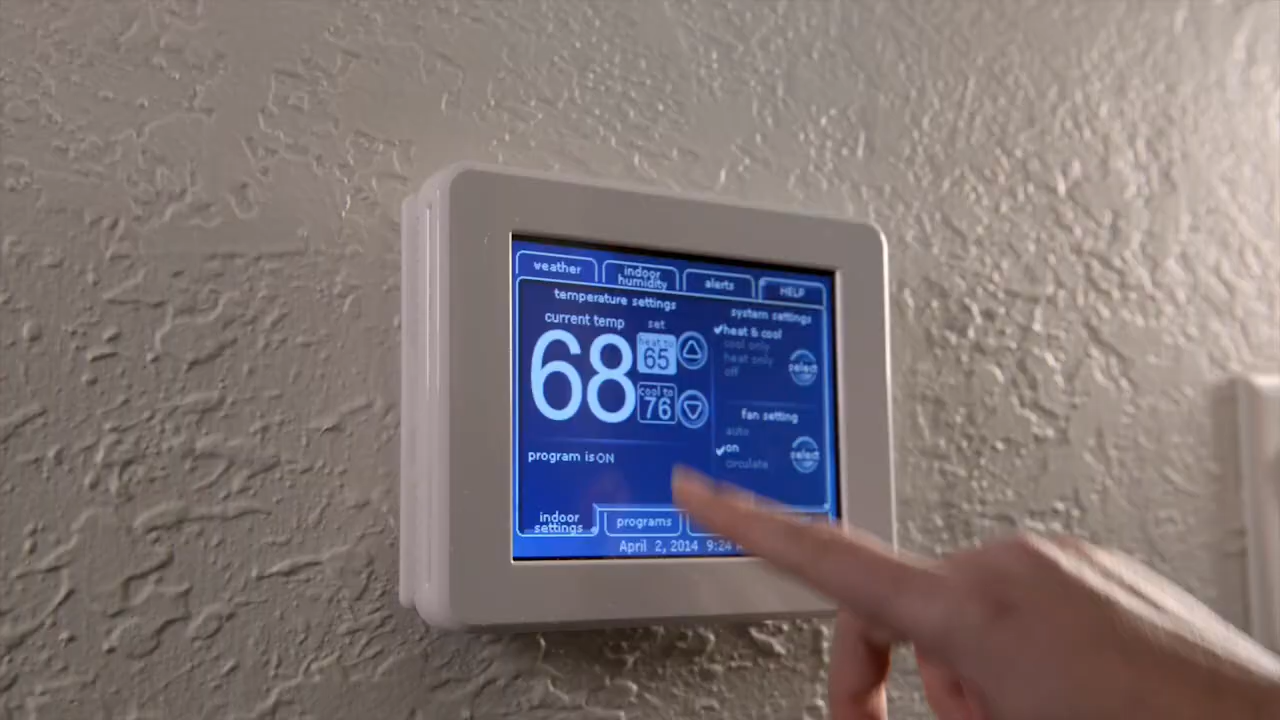 weather
indoor
humidity
alerts
HELP
temperature settings
system settings
current temp
set
68
heat to
65
cool to
76
✔heat & cool
cool only
heat only
off
select
fan setting
auto
✔on
circulate
select
program is ON
indoor
settings
programs
April 2, 2014 9:24